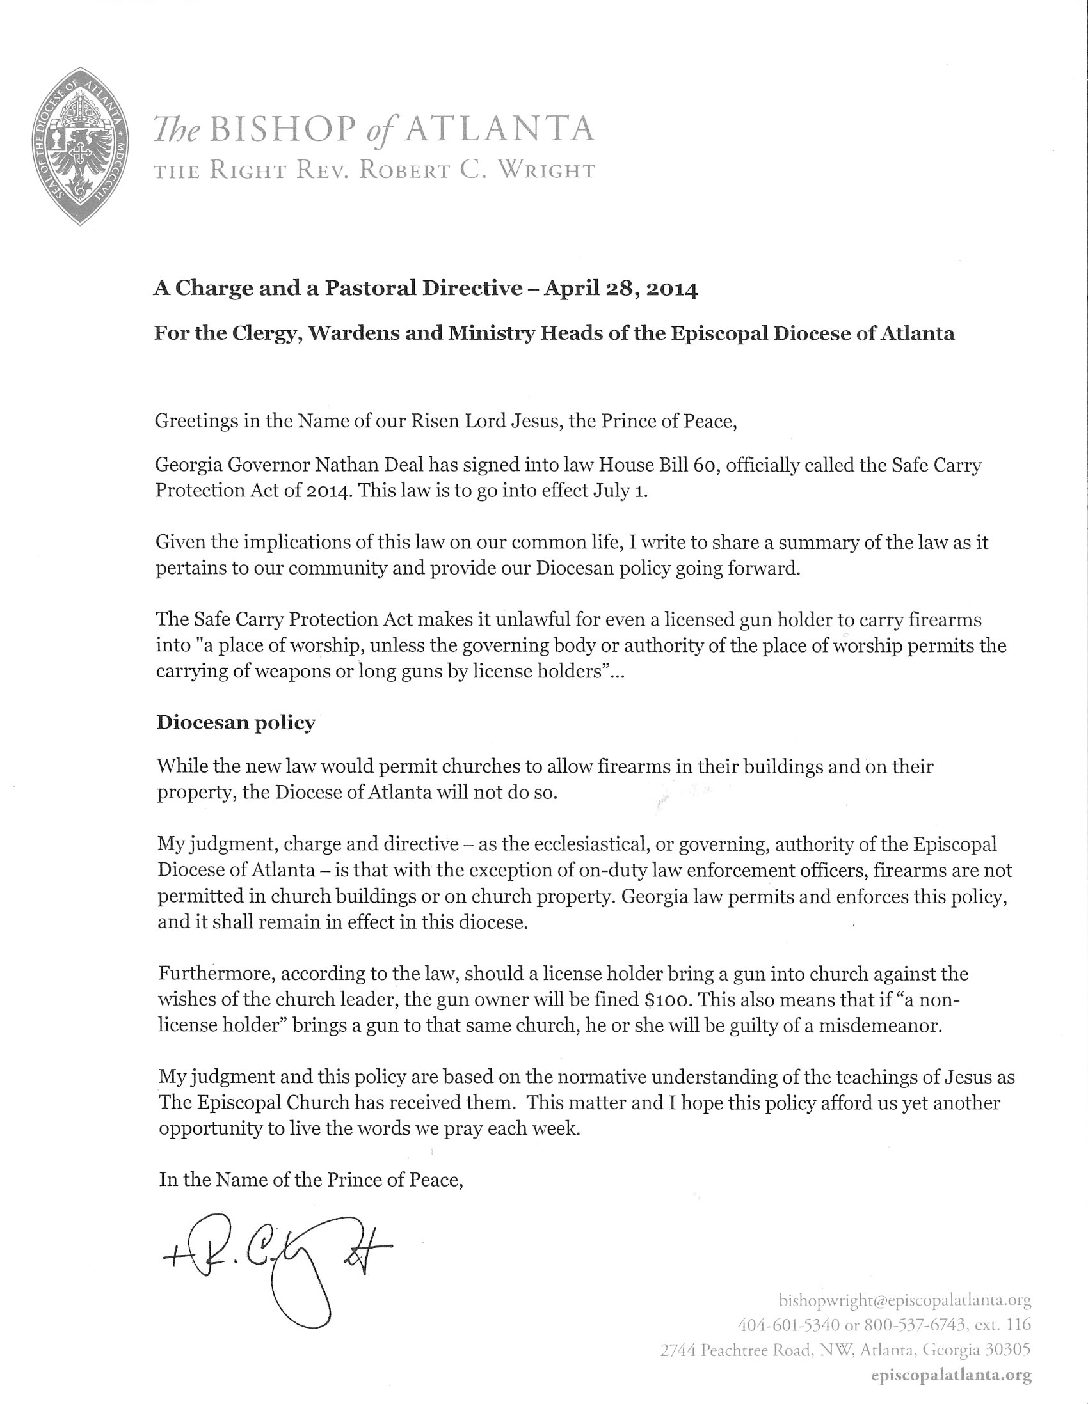 SEAL OF THE DIOCESE OF ATLANTA • MDCCCCVII
The BISHOP of ATLANTA
THE RIGHT REV. ROBERT C. WRIGHT
A Charge and a Pastoral Directive – April 28, 2014
For the Clergy, Wardens and Ministry Heads of the Episcopal Diocese of Atlanta
Greetings in the Name of our Risen Lord Jesus, the Prince of Peace,
Georgia Governor Nathan Deal has signed into law House Bill 60, officially called the Safe Carry
Protection Act of 2014. This law is to go into effect July 1.
Given the implications of this law on our common life, I write to share a summary of the law as it
pertains to our community and provide our Diocesan policy going forward.
The Safe Carry Protection Act makes it unlawful for even a licensed gun holder to carry firearms
into "a place of worship, unless the governing body or authority of the place of worship permits the
carrying of weapons or long guns by license holders”...
Diocesan policy
While the new law would permit churches to allow firearms in their buildings and on their
property, the Diocese of Atlanta will not do so.
My judgment, charge and directive – as the ecclesiastical, or governing, authority of the Episcopal
Diocese of Atlanta – is that with the exception of on-duty law enforcement officers, firearms are not
permitted in church buildings or on church property. Georgia law permits and enforces this policy,
and it shall remain in effect in this diocese.
Furthermore, according to the law, should a license holder bring a gun into church against the
wishes of the church leader, the gun owner will be fined $100. This also means that if “a non-
license holder” brings a gun to that same church, he or she will be guilty of a misdemeanor.
My judgment and this policy are based on the normative understanding of the teachings of Jesus as
The Episcopal Church has received them.  This matter and I hope this policy afford us yet another
opportunity to live the words we pray each week.
In the Name of the Prince of Peace,
bishopwright@episcopalatlanta.org
404-601-5340 or 800-537-6743, ext. 116
2744 Peachtree Road, NW, Atlanta, Georgia 30305
episcopalatlanta.org